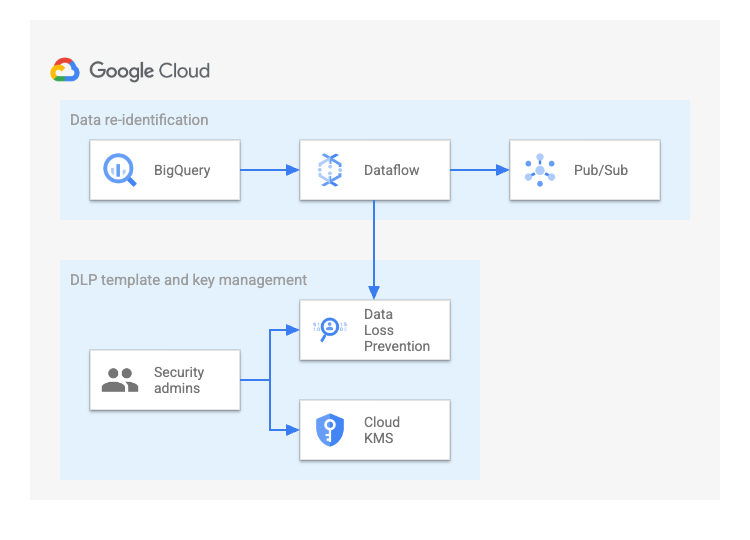 Google Cloud
Data re-identification
BigQuery
Dataflow
Pub/Sub
DLP template and key management
Data
Loss
Prevention
Security
admins
Cloud
KMS